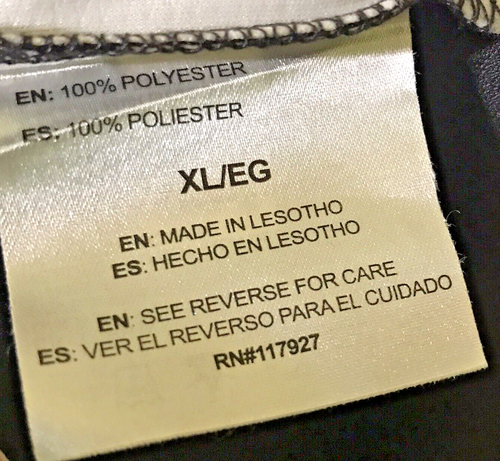 EN: 100% POLYESTER
ES: 100% POLIESTER
XL/EG
EN: MADE IN LESOTHO
ES: HECHO EN LESOTHO
EN: SEE REVERSE FOR CARE
ES: VER EL REVERSO PARA EL CUIDADO
RN#117927